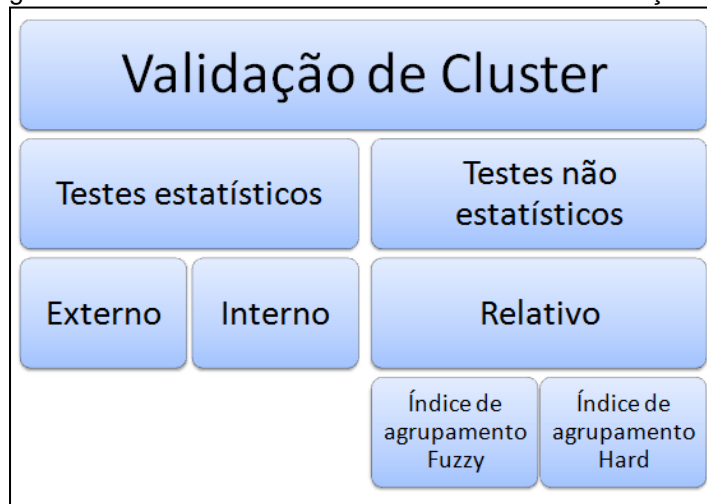 Validação de Cluster
Testes estatísticos
Testes não
estatísticos
Externo
Interno
Relativo
Índice de
agrupamento
Fuzzy
Índice de
agrupamento
Hard